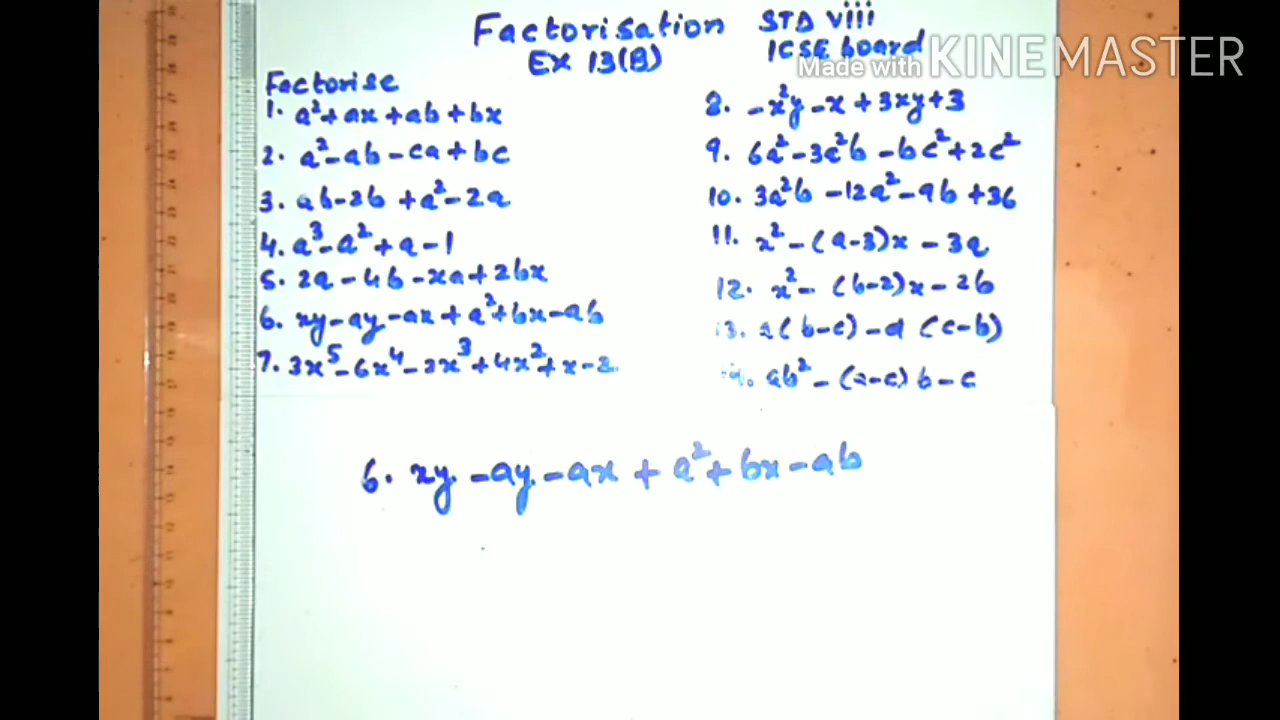 Factorisation STD viii
Ex 13(B) ICSE board
Made with KINEMASTER
Factorise
1. a²+ax+ab+bx
2. a²-ab-ca+bc
3. ab-2b+a²-2a
4. a³-a²+a-1
5. 2a-4b-xa+2bx
6. xy-ay-ax+a²+bx-ab
7. 3x⁵-6x⁴-2x³+4x²+x-2
8. -x²y-x+3xy+3
9. 6a²-3a²b-bc²+2c²
10. 3a²b-12a²-9b+36
11. x²-(a-3)x-3a
12. x²-(b-2)x-2b
13. a(b-c)-d(c-b)
ab²-(a-c)b-c
6. xy-ay-ax+a²+bx-ab